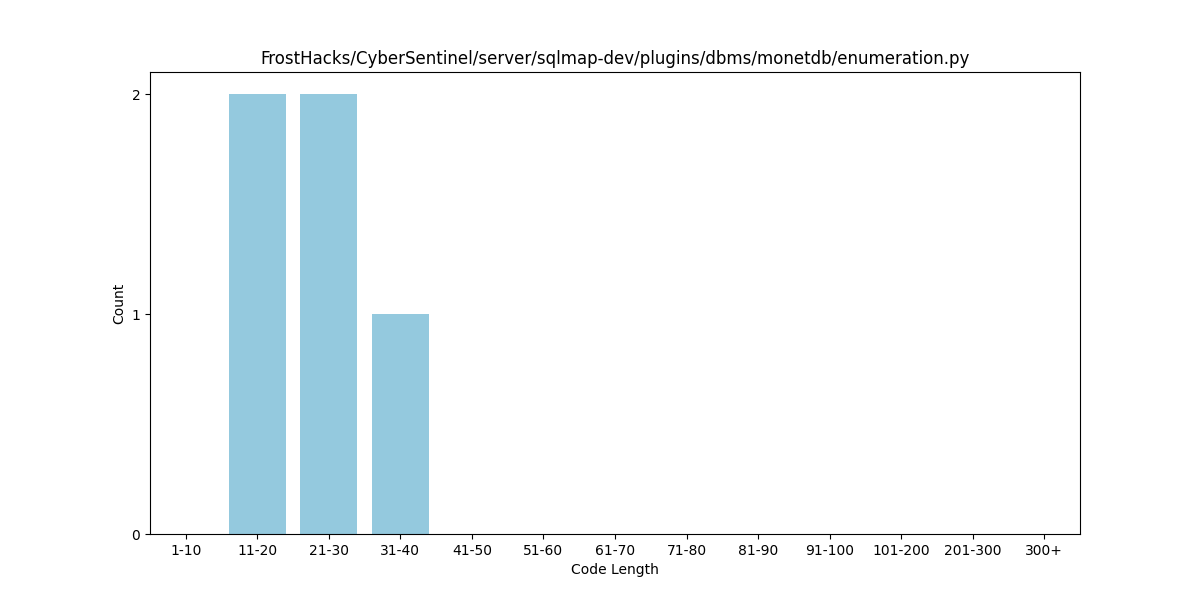 FrostHacks/CyberSentinel/server/sqlmap-dev/plugins/dbms/monetdb/enumeration.py
2
1
0
Count
1-10 11-20 21-30 31-40 41-50 51-60 61-70 71-80 81-90 91-100 101-200 201-300 300+
Code Length